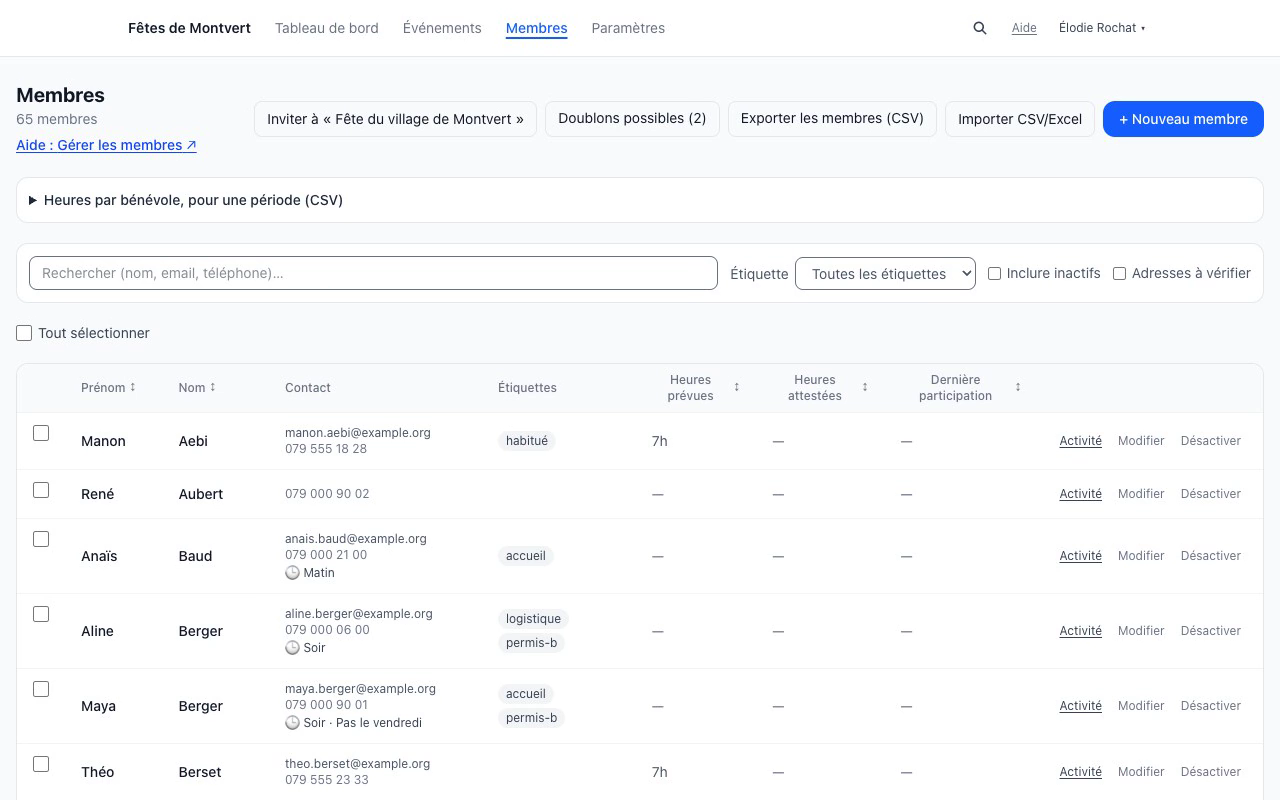 Fêtes de Montvert Tableau de bord Événements Membres Paramètres Aide Élodie Rochat ▾
Membres
65 membres
Aide : Gérer les membres ↗
Inviter à « Fête du village de Montvert » Doublons possibles (2) Exporter les membres (CSV) Importer CSV/Excel + Nouveau membre
▶ Heures par bénévole, pour une période (CSV)
Rechercher (nom, email, téléphone)... Étiquette Toutes les étiquettes Inclure inactifs Adresses à vérifier
Tout sélectionner
Prénom ↕ Nom ↕ Contact Étiquettes Heures prévues ↕ Heures attestées ↕ Dernière participation ↕
Manon Aebi manon.aebi@example.org 079 555 18 28 habitué 7h — — Activité Modifier Désactiver
René Aubert 079 000 90 02 — — — Activité Modifier Désactiver
Anaïs Baud anais.baud@example.org 079 000 21 00 Matin accueil — — — Activité Modifier Désactiver
Aline Berger aline.berger@example.org 079 000 06 00 Soir logistique permis-b — — — Activité Modifier Désactiver
Maya Berger maya.berger@example.org 079 000 90 01 Soir · Pas le vendredi accueil permis-b — — — Activité Modifier Désactiver
Théo Berset theo.berset@example.org 079 555 23 33 7h — — Activité Modifier Désactiver